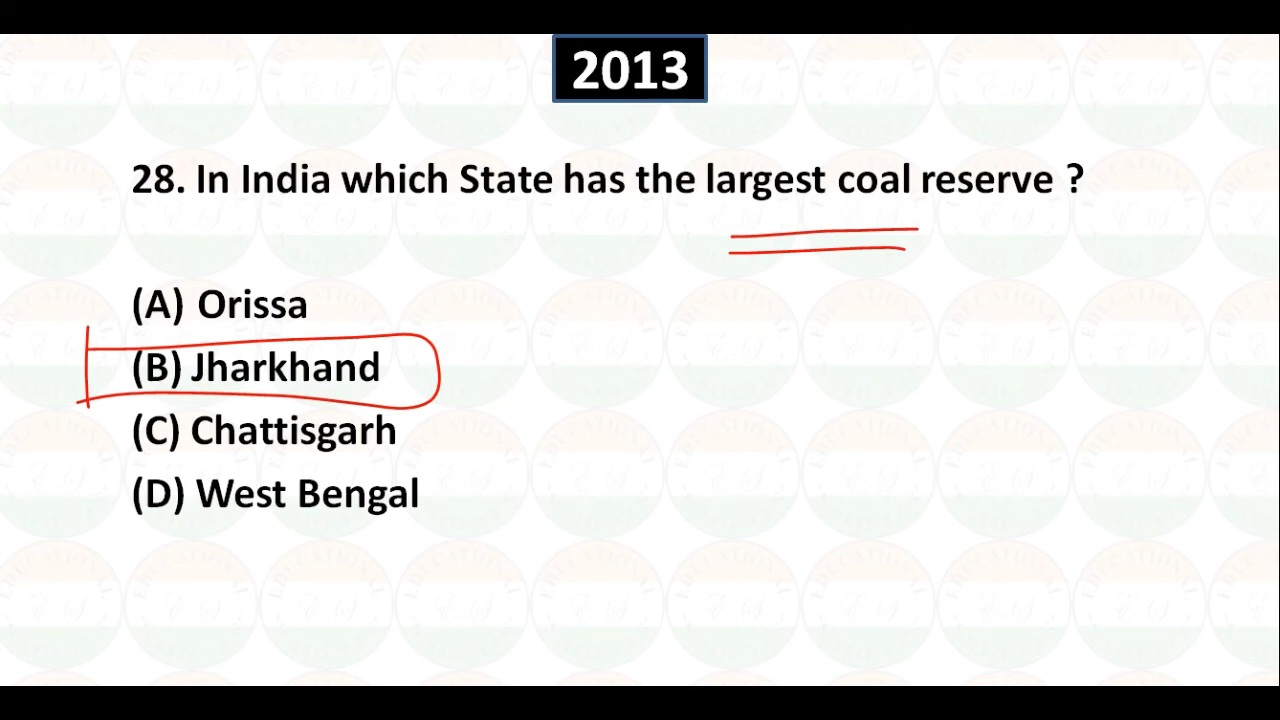 2013
28. In India which State has the largest coal reserve ?
(A) Orissa
(B) Jharkhand
(C) Chattisgarh
(D) West Bengal